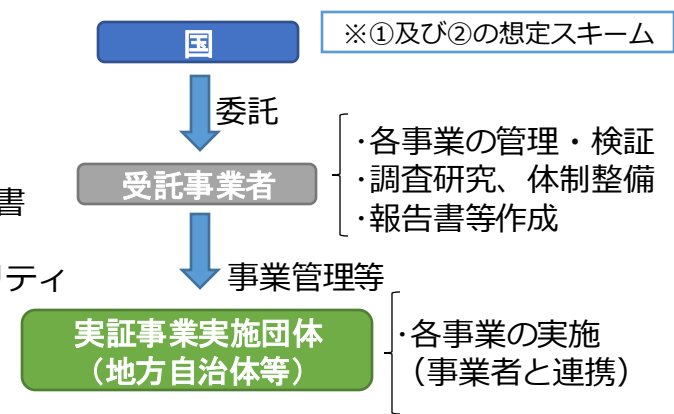 国
※①及び②の想定スキーム
委託
・各事業の管理・検証
・調査研究、体制整備
・報告書等作成
受託事業者
書
リティ
事業管理等
実証事業実施団体
（地方自治体等）
・各事業の実施
（事業者と連携）